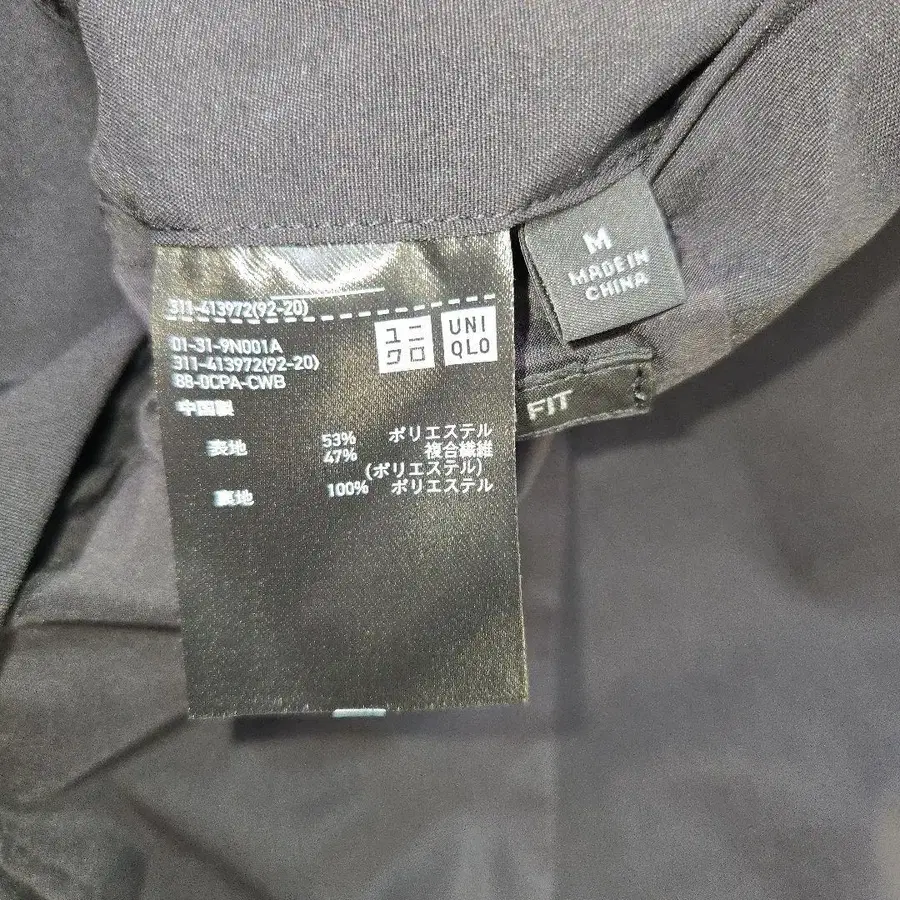 311-413972(92-20)
01-31-9N001A
311-413972(92-20)
88-0CPA-CWB
中国製
ユニ
クロ
UNI
QLO
表地 53% ポリエステル
47% 複合繊維
(ポリエステル)
裏地 100% ポリエステル
M
MADE IN
CHINA
FIT